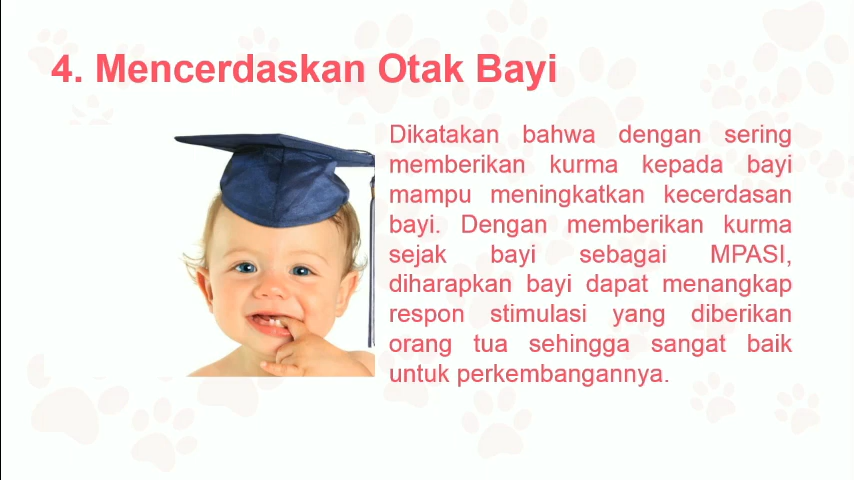 4. Mencerdaskan Otak Bayi
Dikatakan bahwa dengan sering
memberikan kurma kepada bayi
mampu meningkatkan kecerdasan
bayi. Dengan memberikan kurma
sejak bayi sebagai MPASI,
diharapkan bayi dapat menangkap
respon stimulasi yang diberikan
orang tua sehingga sangat baik
untuk perkembangannya.